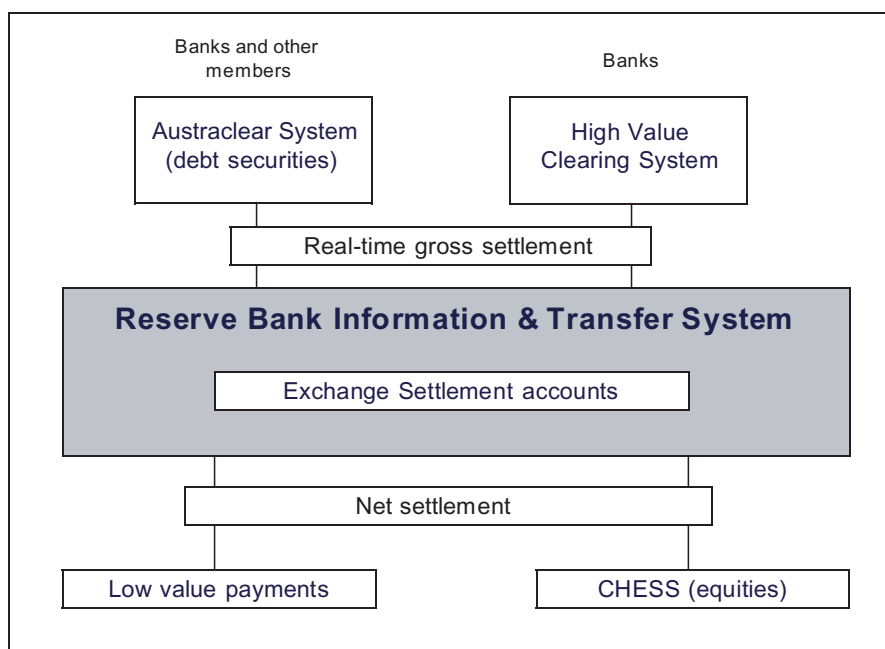 Banks and other
members
Banks
Austraclear System
(debt securities)
High Value
Clearing System
Real-time gross settlement
Reserve Bank Information & Transfer System
Exchange Settlement accounts
Net settlement
Low value payments
CHESS (equities)